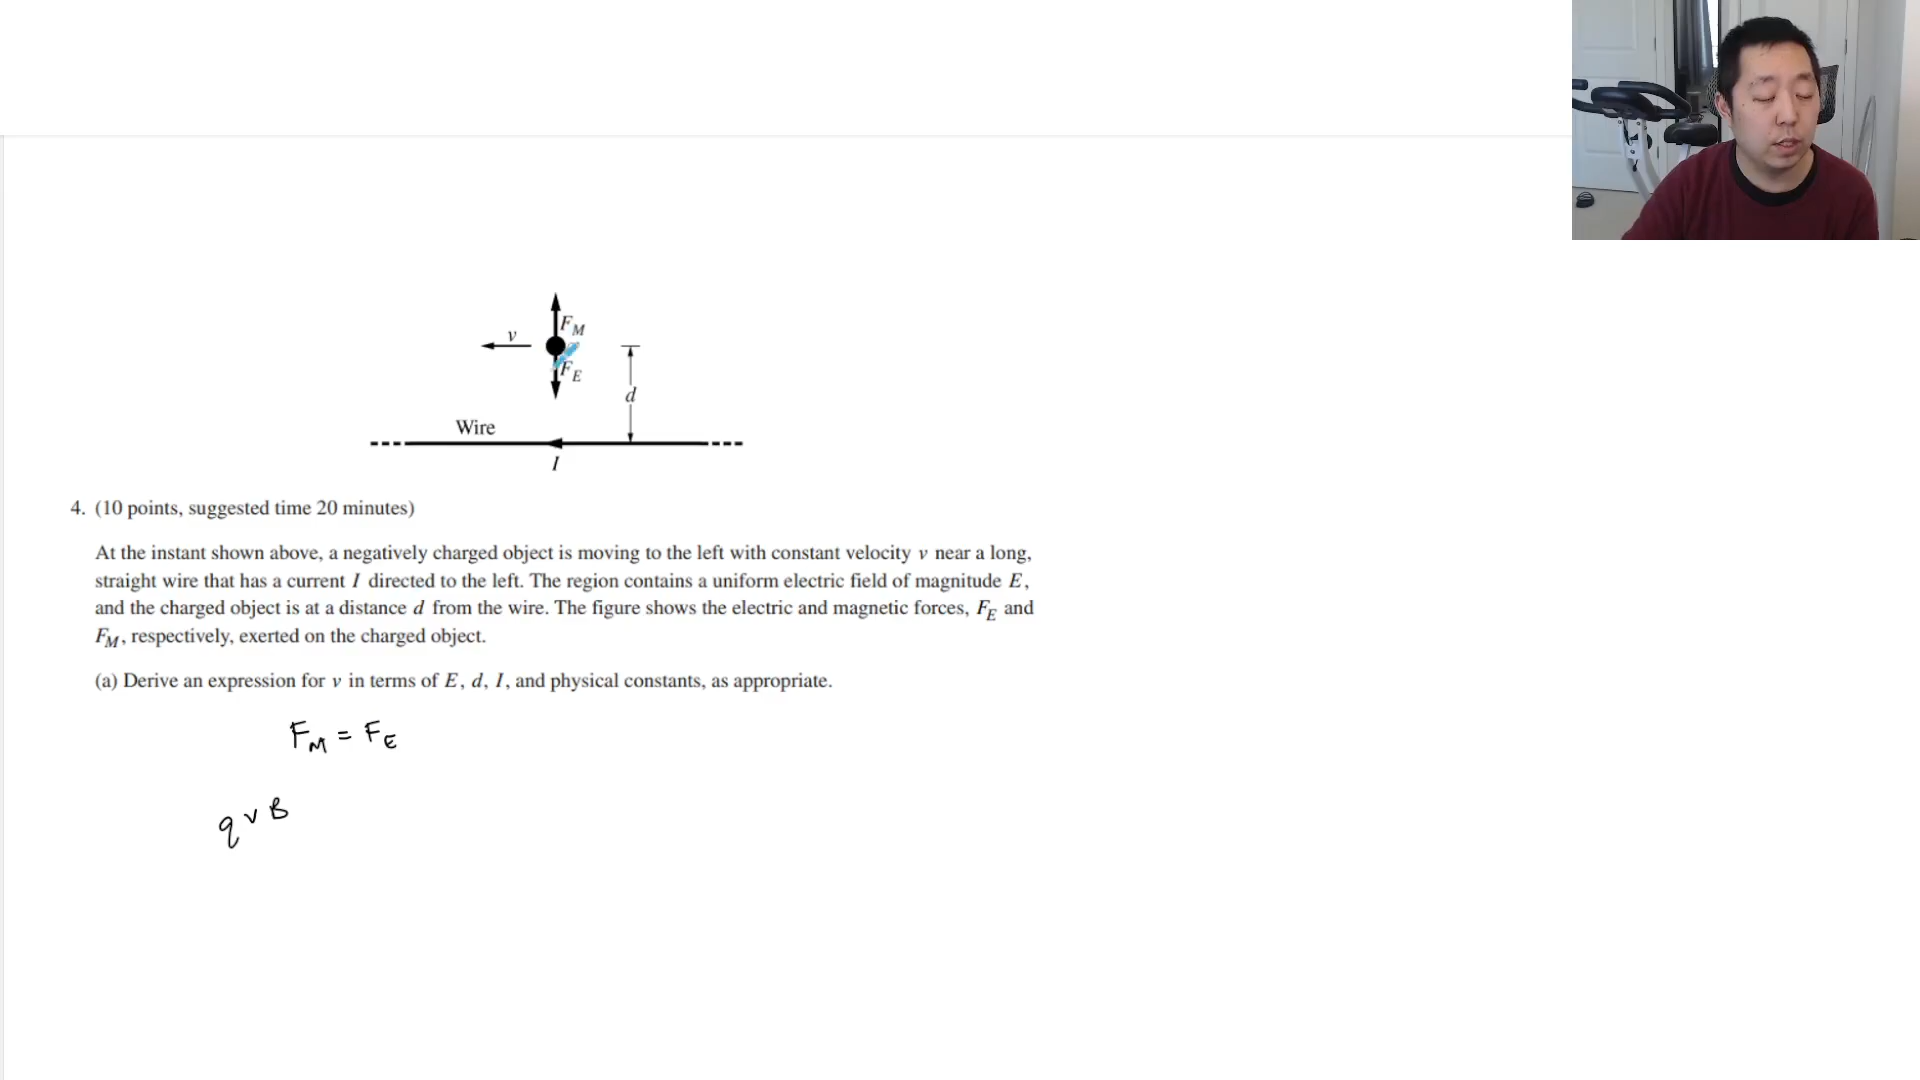 F_M
v
F_E
d
Wire
I
4. (10 points, suggested time 20 minutes)
At the instant shown above, a negatively charged object is moving to the left with constant velocity v near a long,
straight wire that has a current I directed to the left. The region contains a uniform electric field of magnitude E,
and the charged object is at a distance d from the wire. The figure shows the electric and magnetic forces, F_E and
F_M, respectively, exerted on the charged object.
(a) Derive an expression for v in terms of E, d, I, and physical constants, as appropriate.
F_M = F_E
q v B